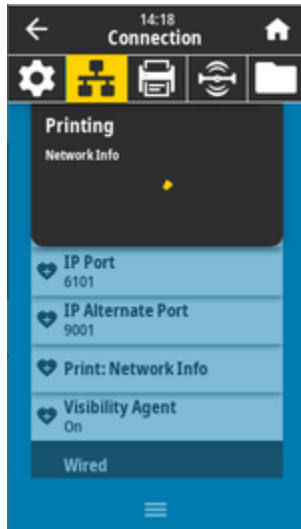 14:18
Connection
Printing
Network Info
IP Port
6101
IP Alternate Port
9001
Print: Network Info
Visibility Agent
On
Wired